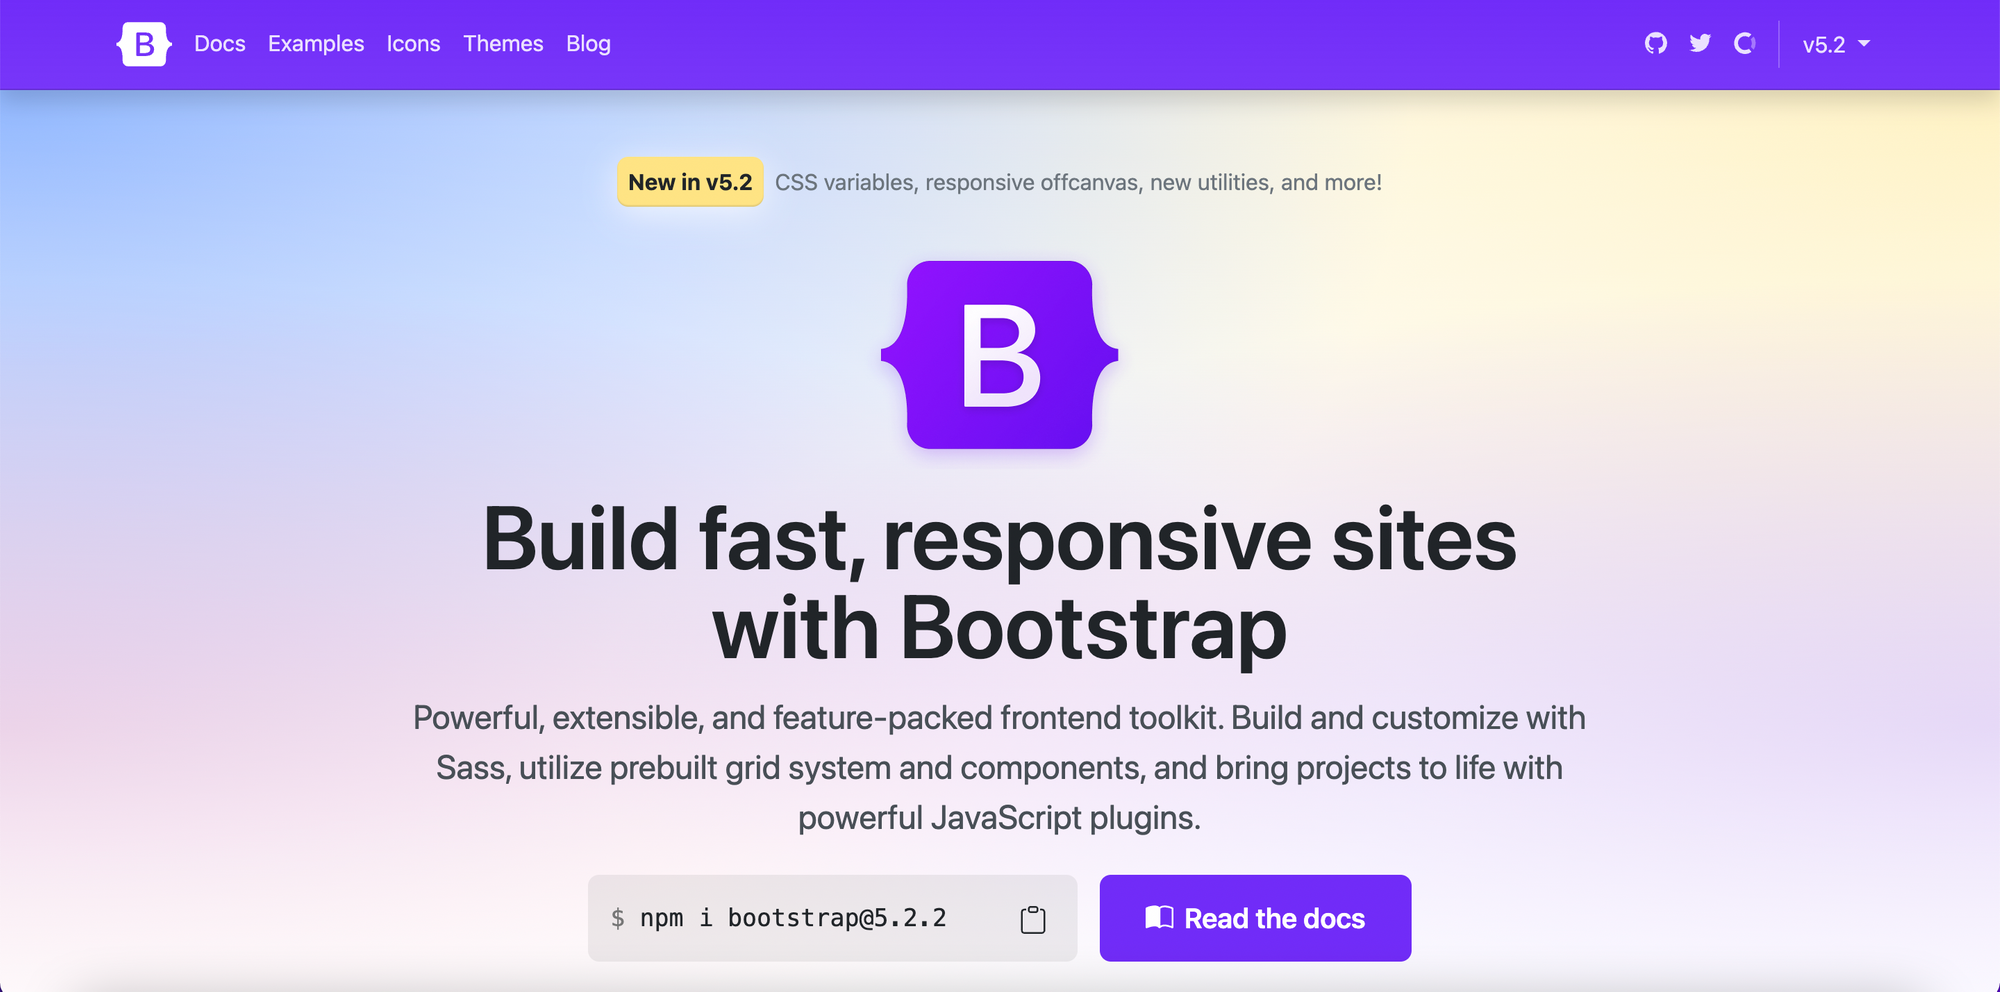 B Docs Examples Icons Themes Blog v5.2
New in v5.2 CSS variables, responsive offcanvas, new utilities, and more!
B
Build fast, responsive sites
with Bootstrap
Powerful, extensible, and feature-packed frontend toolkit. Build and customize with
Sass, utilize prebuilt grid system and components, and bring projects to life with
powerful JavaScript plugins.
$ npm i bootstrap@5.2.2 Read the docs